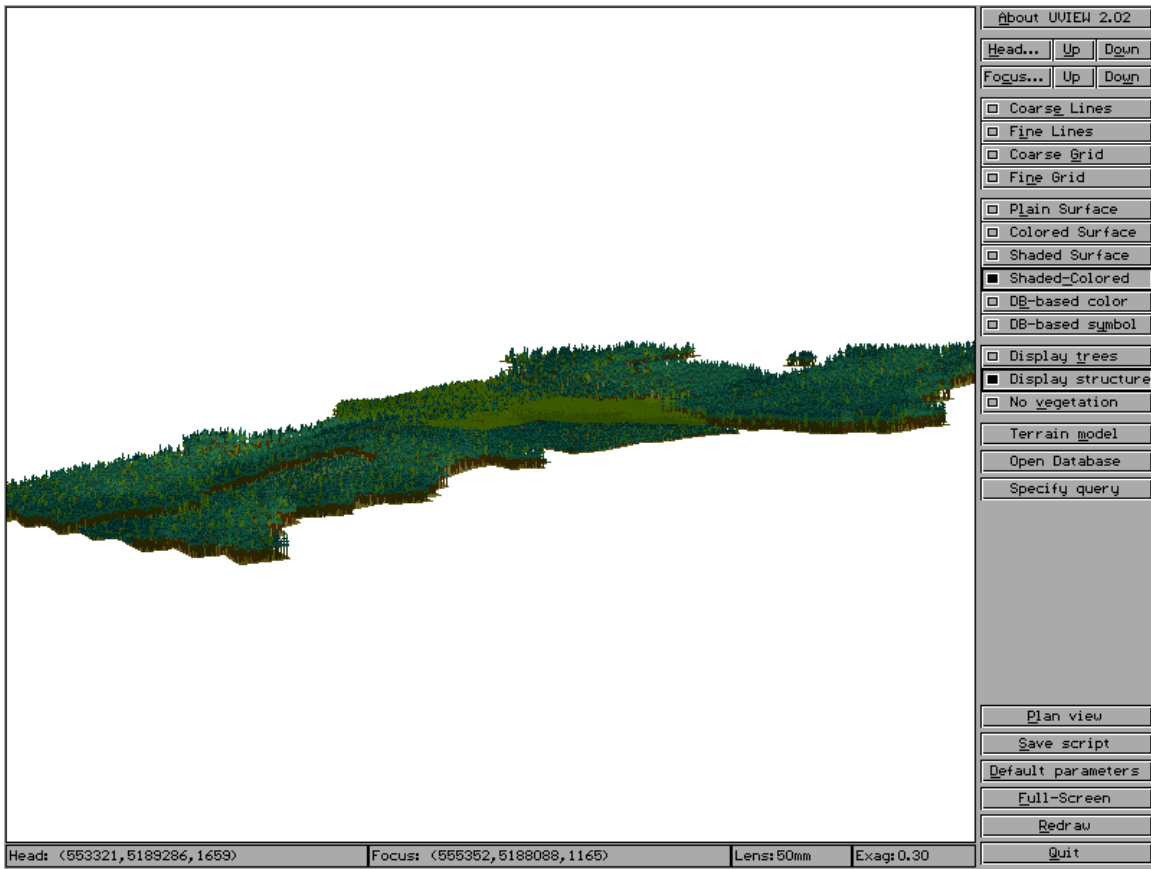 About UVIEW 2.02
Head... Up Down
Focus... Up Down
Coarse Lines
Fine Lines
Coarse Grid
Fine Grid
Plain Surface
Colored Surface
Shaded Surface
Shaded-Colored
DB-based color
DB-based symbol
Display trees
Display structure
No vegetation
Terrain model
Open Database
Specify query
Plan view
Save script
Default parameters
Full-Screen
Redraw
Quit
Head: (553321,5189286,1659) Focus: (555352,5188088,1165) Lens:50mm Exag:0.30